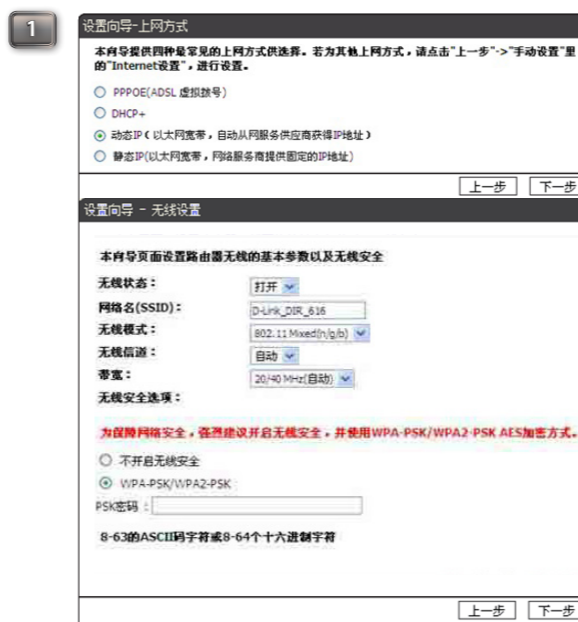 1
设置向导-上网方式
本向导提供四种最常见的上网方式供选择。若为其他上网方式，请点击"上一步"->"手动设置"里
的"Internet设置"，进行设置。
PPPOE(ADSL 虚拟拨号)
DHCP+
动态IP（以太网宽带，自动从网服务供应商获得IP地址）
静态IP(以太网宽带，网络服务商提供固定的IP地址)
上一步 下一步
设置向导 - 无线设置
本向导页面设置路由器无线的基本参数以及无线安全
无线状态： 打开
网络名(SSID)： D-Link_DIR_616
无线模式： 802.11 Mixed(n/g/b)
无线信道： 自动
带宽： 20/40 MHz(自动)
无线安全选项：
为保障网络安全，强烈建议开启无线安全，并使用WPA-PSK/WPA2-PSK AES加密方式。
不开启无线安全
WPA-PSK/WPA2-PSK
PSK密码：
8-63的ASCII码字符或8-64个十六进制字符
上一步 下一步